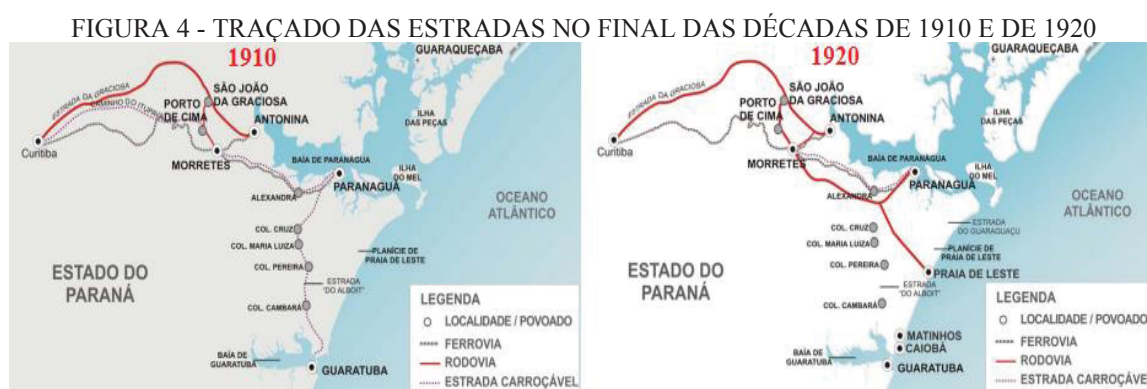 FIGURA 4 - TRAÇADO DAS ESTRADAS NO FINAL DAS DÉCADAS DE 1910 E DE 1920
1910
GUARAQUEÇABA
ESTRADA DA GRACIOSA
SÃO JOÃO
DA GRACIOSA
PORTO
DE CIMA
ILHA
DAS PEÇAS
ANTONINA
Curitiba
MORRETES
BAÍA DE PARANAGUÁ
ILHA
DO MEL
PARANAGUÁ
ALEXANDRA
OCEANO
ATLÂNTICO
COL. CRUZ
COL. MARIA LUIZA
PLANÍCIE DE
PRAIA DE LESTE
COL. PEREIRA
ESTADO DO
PARANÁ
ESTRADA
"DO ALBOIT"
COL. CAMBARÁ
BAÍA DE
GUARATUBA
GUARATUBA
LEGENDA
LOCALIDADE / POVOADO
FERROVIA
RODOVIA
ESTRADA CARROÇÁVEL
1920
GUARAQUEÇABA
ESTRADA DA GRACIOSA
SÃO JOÃO
DA GRACIOSA
PORTO
DE CIMA
ILHA
DAS PEÇAS
ANTONINA
Curitiba
MORRETES
BAÍA DE PARANAGUÁ
ILHA
DO MEL
PARANAGUÁ
ALEXANDRA
OCEANO
ATLÂNTICO
ESTRADA
DO GUARAGUAÇU
COL. CRUZ
COL. MARIA LUIZA
PLANÍCIE DE
PRAIA DE LESTE
COL. PEREIRA
PRAIA DE LESTE
ESTADO DO
PARANÁ
ESTRADA
"DO ALBOIT"
COL. CAMBARÁ
MATINHOS
CAIOBÁ
BAÍA DE
GUARATUBA
GUARATUBA
LEGENDA
LOCALIDADE / POVOADO
FERROVIA
RODOVIA
ESTRADA CARROÇÁVEL